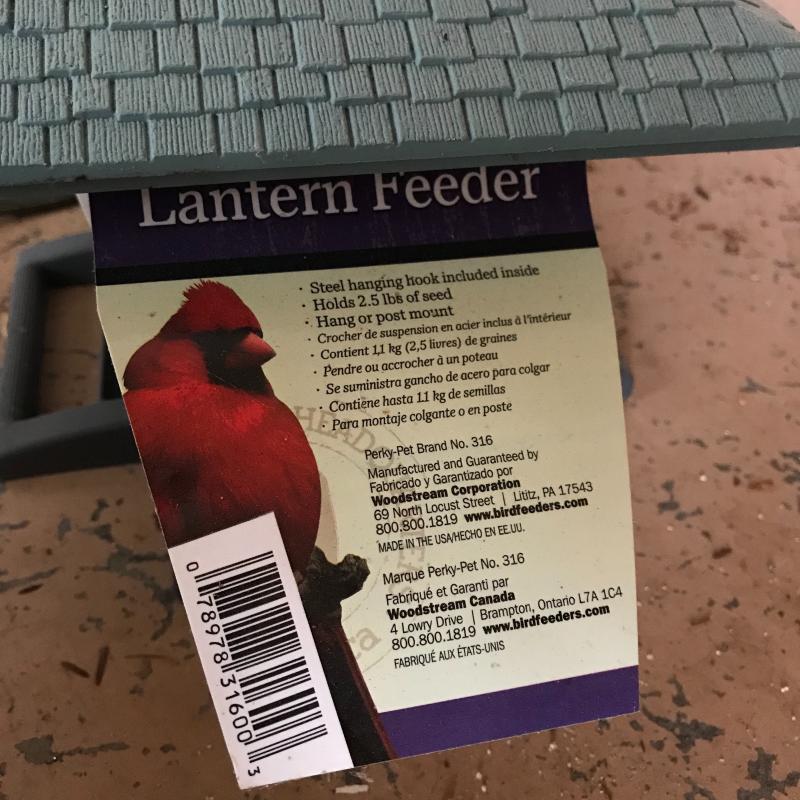 Lantern Feeder
· Steel hanging hook included inside
· Holds 2.5 lbs of seed
· Hang or post mount
· Crocher de suspension en acier inclus à l'intérieur
· Contient 1,1 kg (2,5 livres) de graines
· Pendre ou accrocher à un poteau
· Se suministra gancho de acero para colgar
· Contiene hasta 1.1 kg de semillas
· Para montaje colgante o en poste
Perky-Pet Brand No. 316
Manufactured and Guaranteed by
Fabricado y Garantizado por
Woodstream Corporation
69 North Locust Street | Lititz, PA 17543
800.800.1819 www.birdfeeders.com
MADE IN THE USA/HECHO EN EE.UU.
Marque Perky-Pet No. 316
Fabriqué et Garanti par
Woodstream Canada
4 Lowry Drive | Brampton, Ontario L7A 1C4
800.800.1819 www.birdfeeders.com
FABRIQUÉ AUX ÉTATS-UNIS
0 78978 31600 3